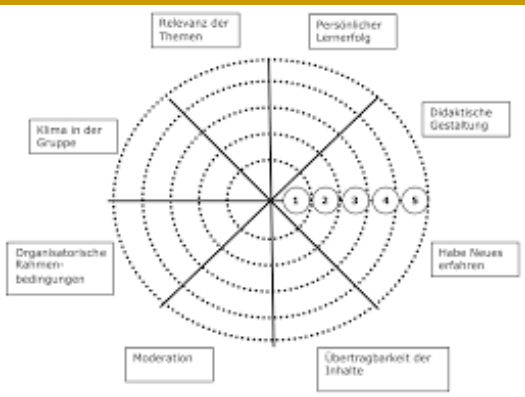 Relevanz der
Themen
Persönlicher
Lernerfolg
Didaktische
Gestaltung
Klima in der
Gruppe
1 2 3 4 5
Organisatorische
Rahmen-
bedingungen
Habe Neues
erfahren
Moderation
Übertragbarkeit der
Inhalte